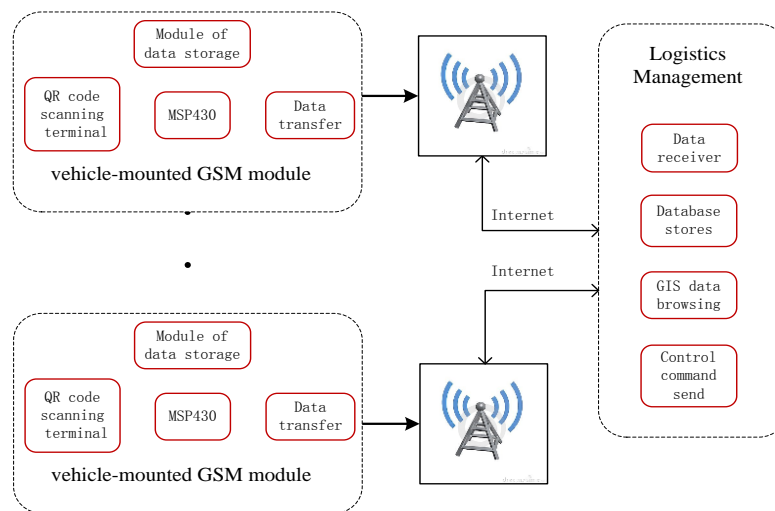 Module of
data storage
QR code
scanning
terminal
MSP430
Data
transfer
vehicle-mounted GSM module
Internet
Internet
Logistics
Management
Data
receiver
Database
stores
GIS data
browsing
Control
command
send
Module of
data storage
QR code
scanning
terminal
MSP430
Data
transfer
vehicle-mounted GSM module